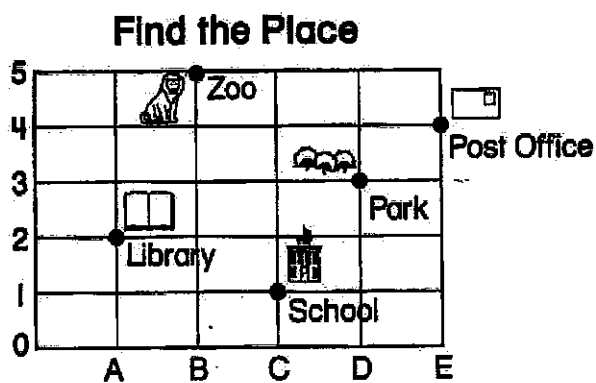 Find the Place
5
Zoo
4
Post Office
3
Park
2
Library
1
School
0
A B C D E